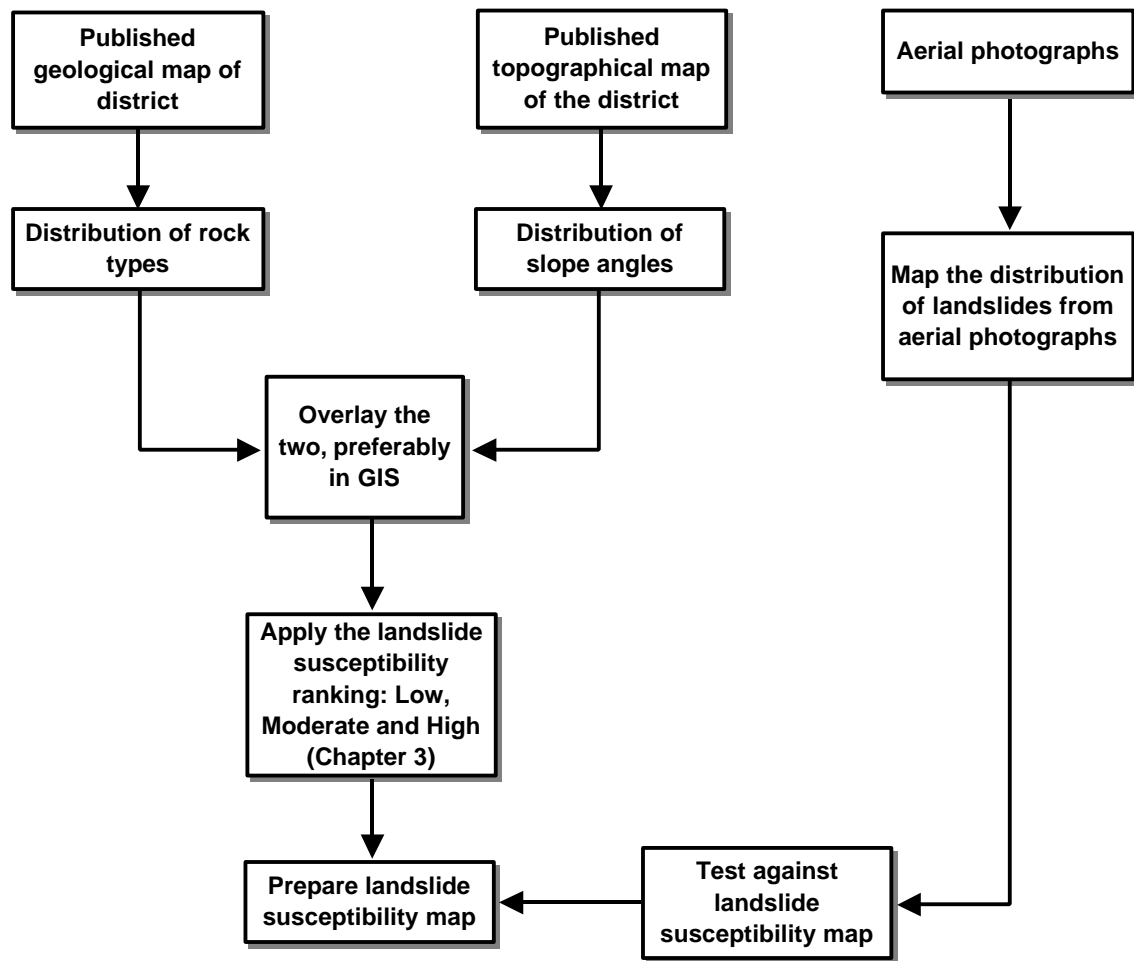 Published
geological map of
district
Published
topographical map
of the district
Aerial photographs
Distribution of rock
types
Distribution of
slope angles
Map the distribution
of landslides from
aerial photographs
Overlay the
two, preferably
in GIS
Apply the landslide
susceptibility
ranking: Low,
Moderate and High
(Chapter 3)
Prepare landslide
susceptibility map
Test against
landslide
susceptibility map